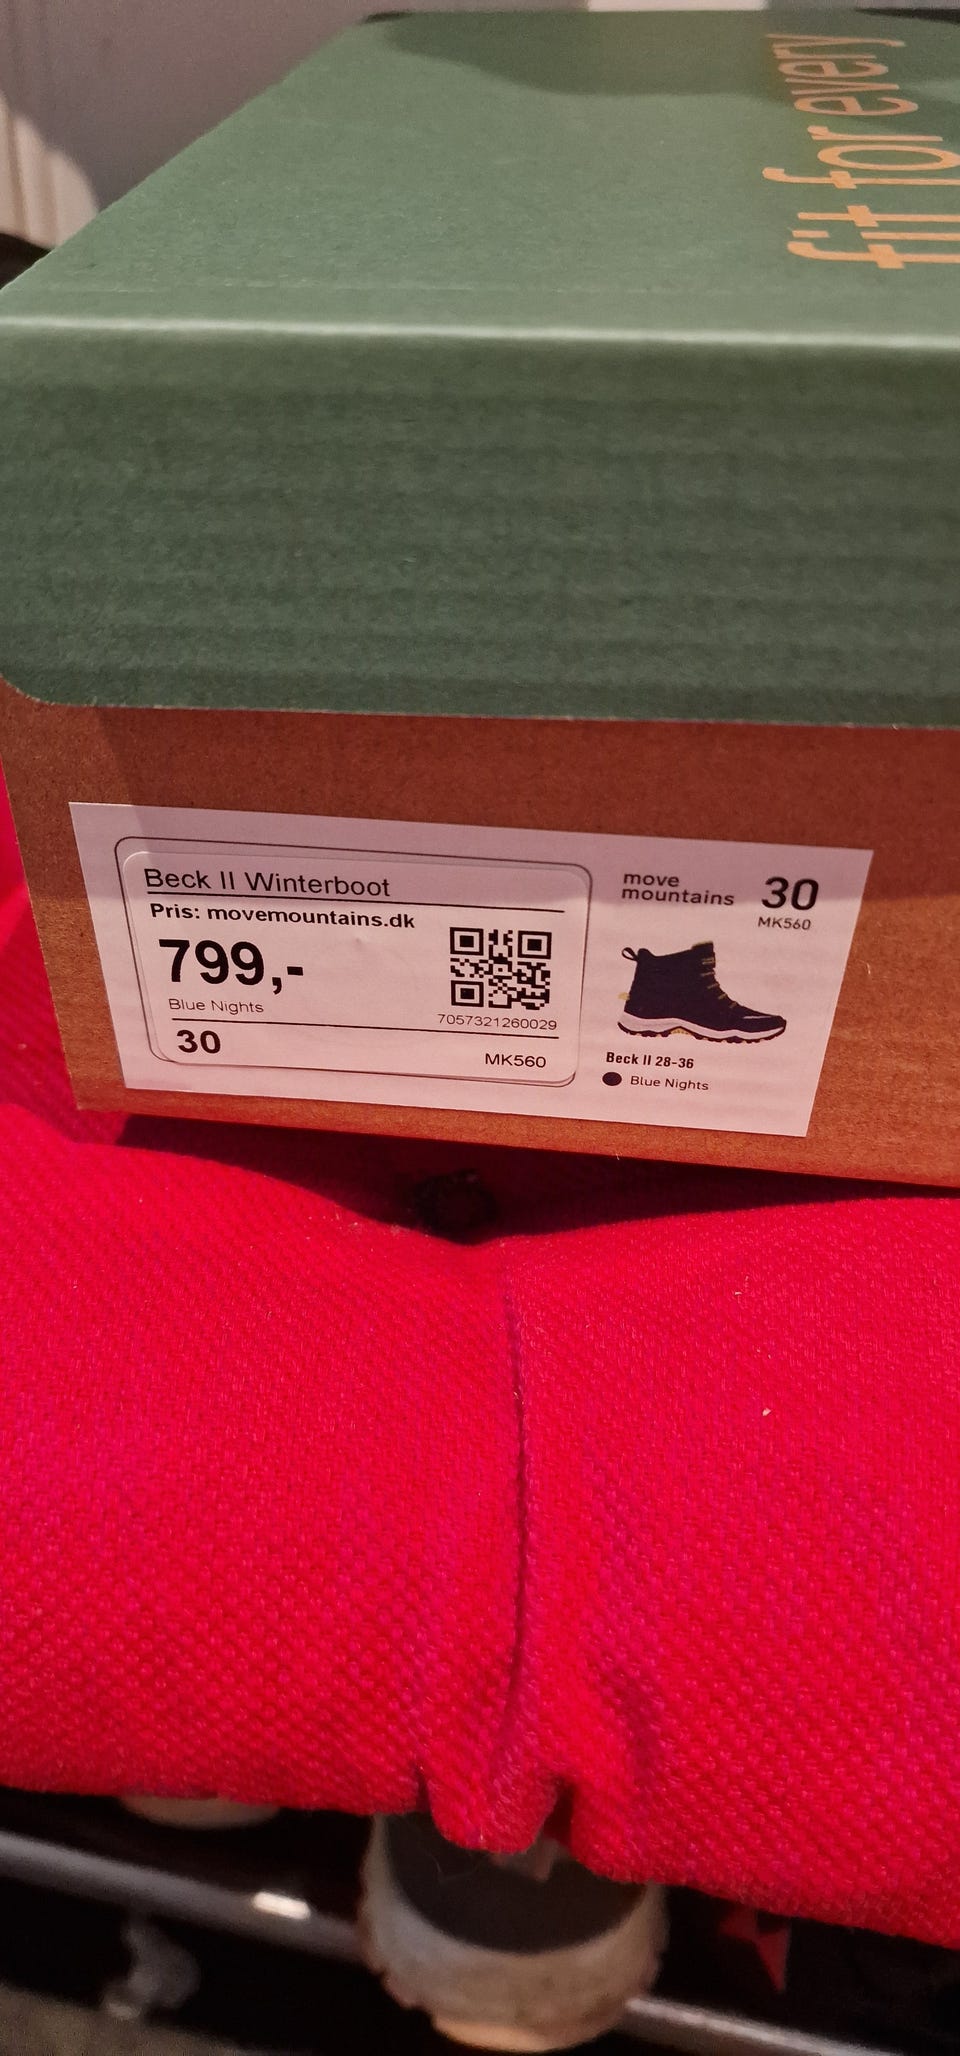 fit for every
Beck II Winterboot
Pris: movemountains.dk
799,-
Blue Nights
7057321260029
30
MK560
move
mountains
30
MK560
Beck II 28-36
Blue Nights